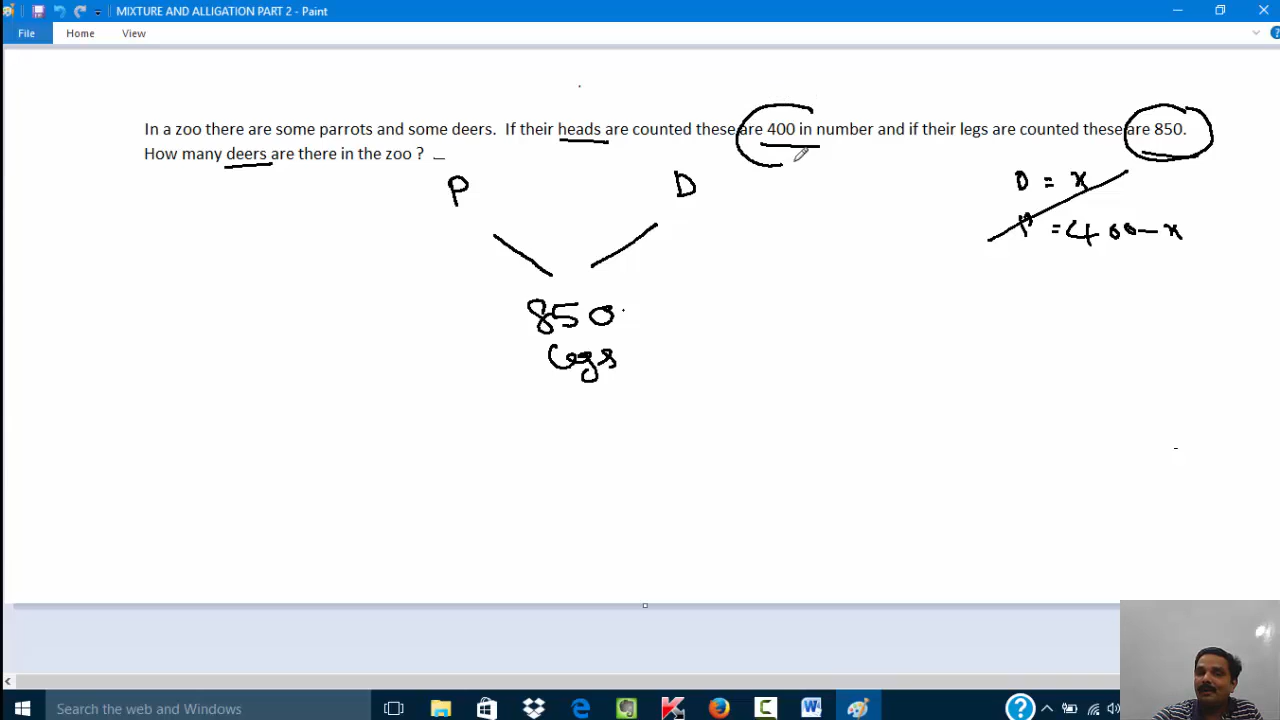 MIXTURE AND ALLIGATION PART 2 - Paint
File Home View
In a zoo there are some parrots and some deers. If their heads are counted these are 400 in number and if their legs are counted these are 850.
How many deers are there in the zoo ?
P D
D = x
P = 400-x
850
Legs
Search the web and Windows